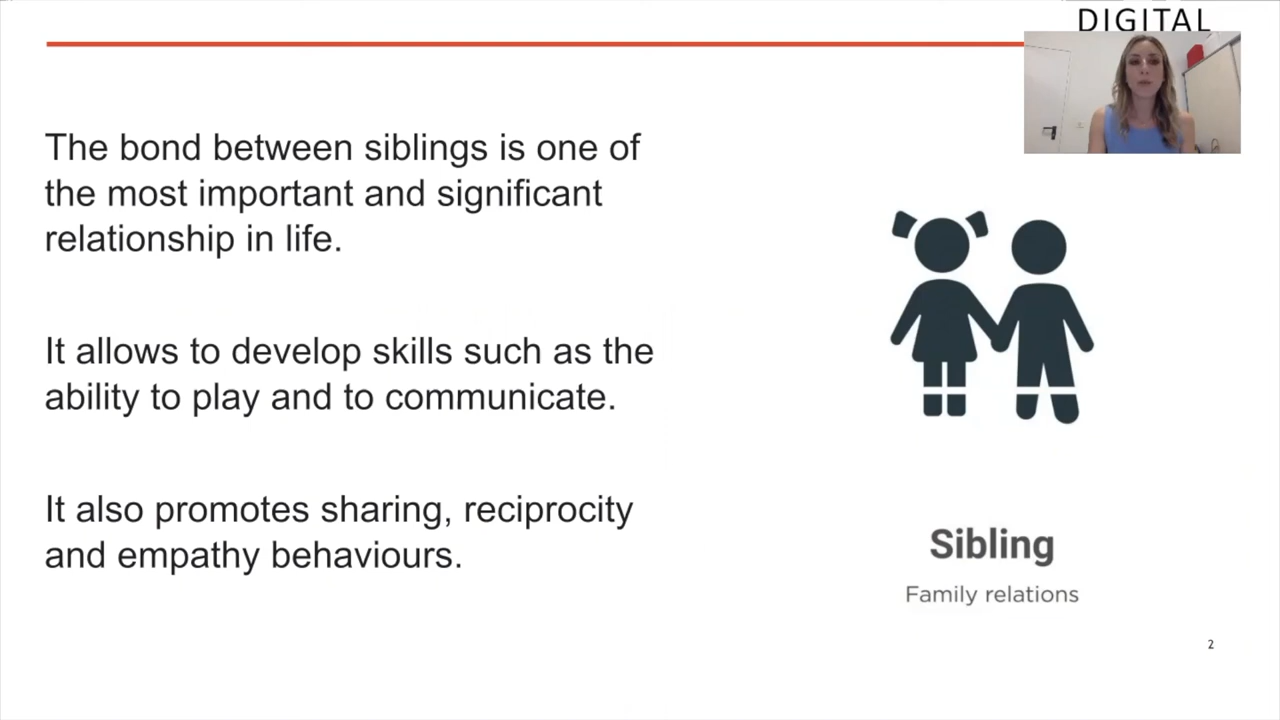 DIGITAL
The bond between siblings is one of
the most important and significant
relationship in life.
It allows to develop skills such as the
ability to play and to communicate.
It also promotes sharing, reciprocity
and empathy behaviours.
Sibling
Family relations
2